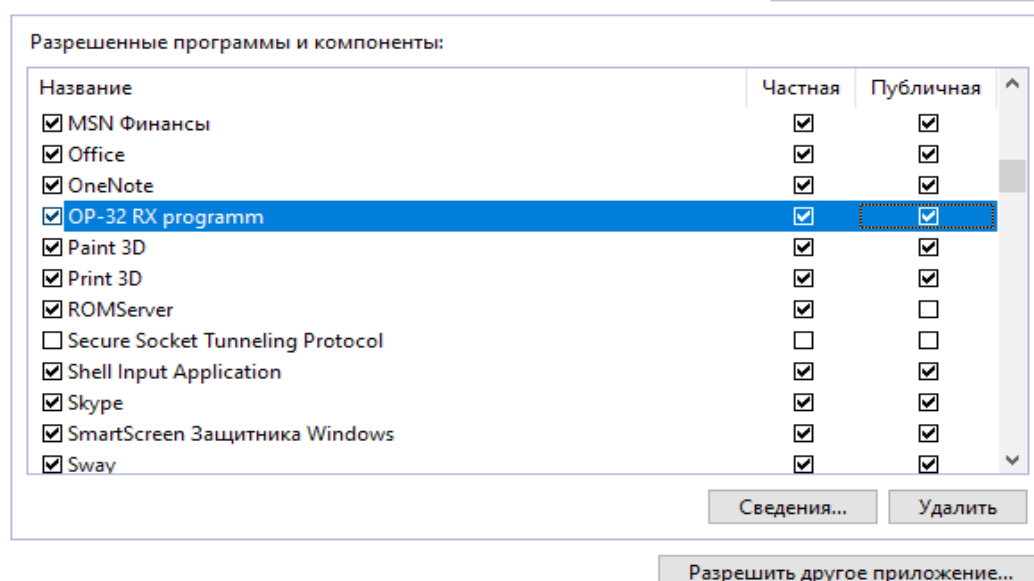 Разрешенные программы и компоненты:
Название Частная Публичная
MSN Финансы
Office
OneNote
OP-32 RX programm
Paint 3D
Print 3D
ROMServer
Secure Socket Tunneling Protocol
Shell Input Application
Skype
SmartScreen Защитника Windows
Sway
Сведения... Удалить
Разрешить другое приложение...